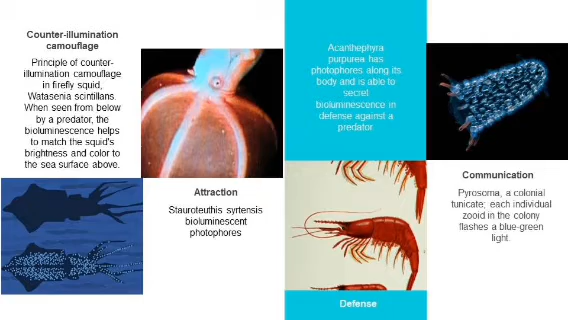 Counter-illumination
camouflage
Principle of counter-
illumination camouflage
in firefly squid,
Watasenia scintillans.
When seen from below
by a predator, the
bioluminescence helps
to match the squid's
brightness and color to
the sea surface above.
Attraction
Stauroteuthis syrtensis
bioluminescent
photophores
Acanthephyra
purpurea has
photophores along its
body and is able to
secret
bioluminescence in
defense against a
predator
Defense
Communication
Pyrosoma, a colonial
tunicate; each individual
zooid in the colony
flashes a blue-green
light.